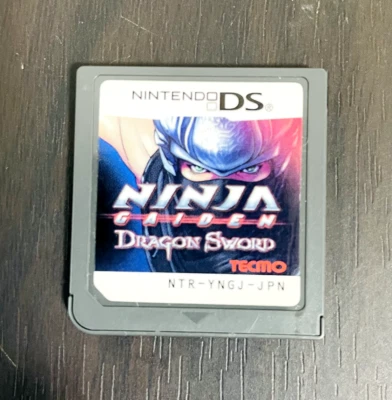 NINTENDO DS®
NINJA
GAIDEN
DRAGON SWORD
TECMO
NTR-YNGJ-JPN